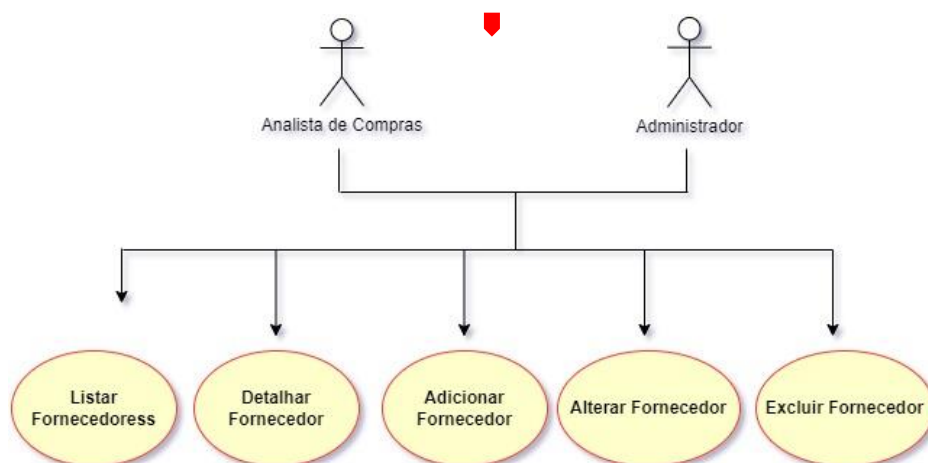 Analista de Compras
Administrador
Listar
Fornecedoress
Detalhar
Fornecedor
Adicionar
Fornecedor
Alterar Fornecedor
Excluir Fornecedor